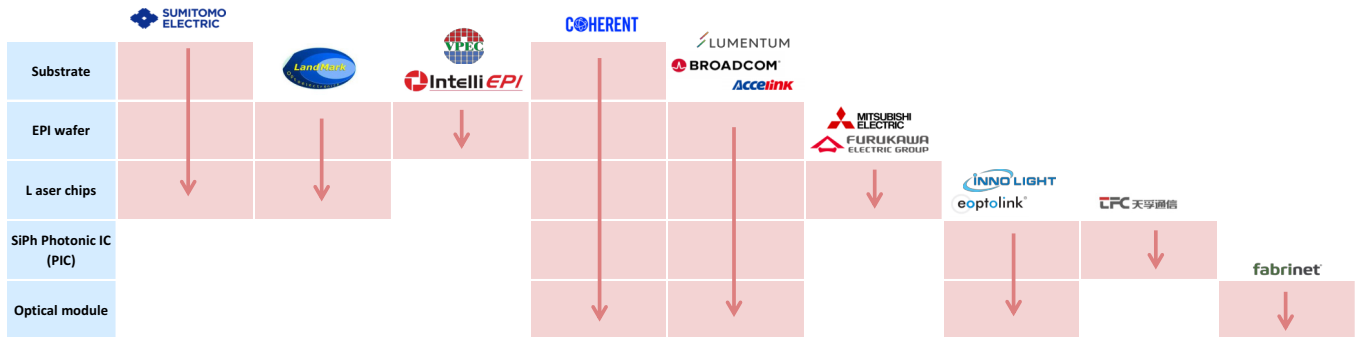 SUMITOMO
ELECTRIC
COHERENT
LUMENTUM
BROADCOM®
Accelink
VPEC
IntelliEPI
LandMark
Substrate
EPI wafer
MITSUBISHI
ELECTRIC
FURUKAWA
ELECTRIC GROUP
L aser chips
INNOLIGHT
eoptolink®
TFC 天孚通信
SiPh Photonic IC
(PIC)
fabrinet
Optical module